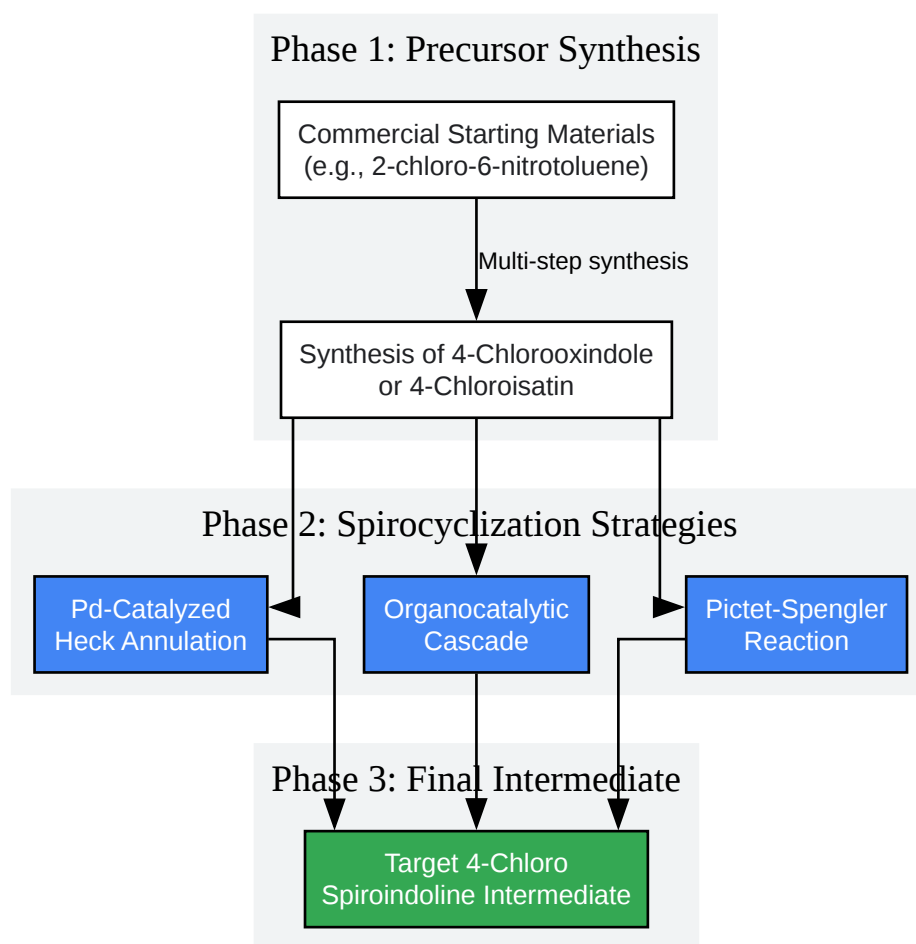 Phase 1: Precursor Synthesis
Commercial Starting Materials
(e.g., 2-chloro-6-nitrotoluene)
Multi-step synthesis
Synthesis of 4-Chlorooxindole
or 4-Chloroisatin
Phase 2: Spirocyclization Strategies
Pd-Catalyzed
Heck Annulation
Organocatalytic
Cascade
Pictet-Spengler
Reaction
Phase 3: Final Intermediate
Target 4-Chloro
Spiroindoline Intermediate